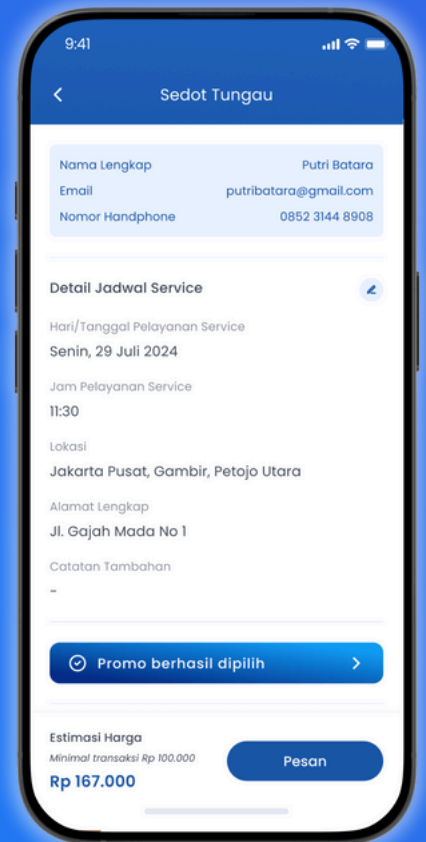 9:41
Sedot Tungau
Nama Lengkap Putri Batara
Email putribatara@gmail.com
Nomor Handphone 0852 3144 8908
Detail Jadwal Service
Hari/Tanggal Pelayanan Service
Senin, 29 Juli 2024
Jam Pelayanan Service
11:30
Lokasi
Jakarta Pusat, Gambir, Petojo Utara
Alamat Lengkap
Jl. Gajah Mada No 1
Catatan Tambahan
-
Promo berhasil dipilih
Estimasi Harga
Minimal transaksi Rp 100.000
Rp 167.000
Pesan